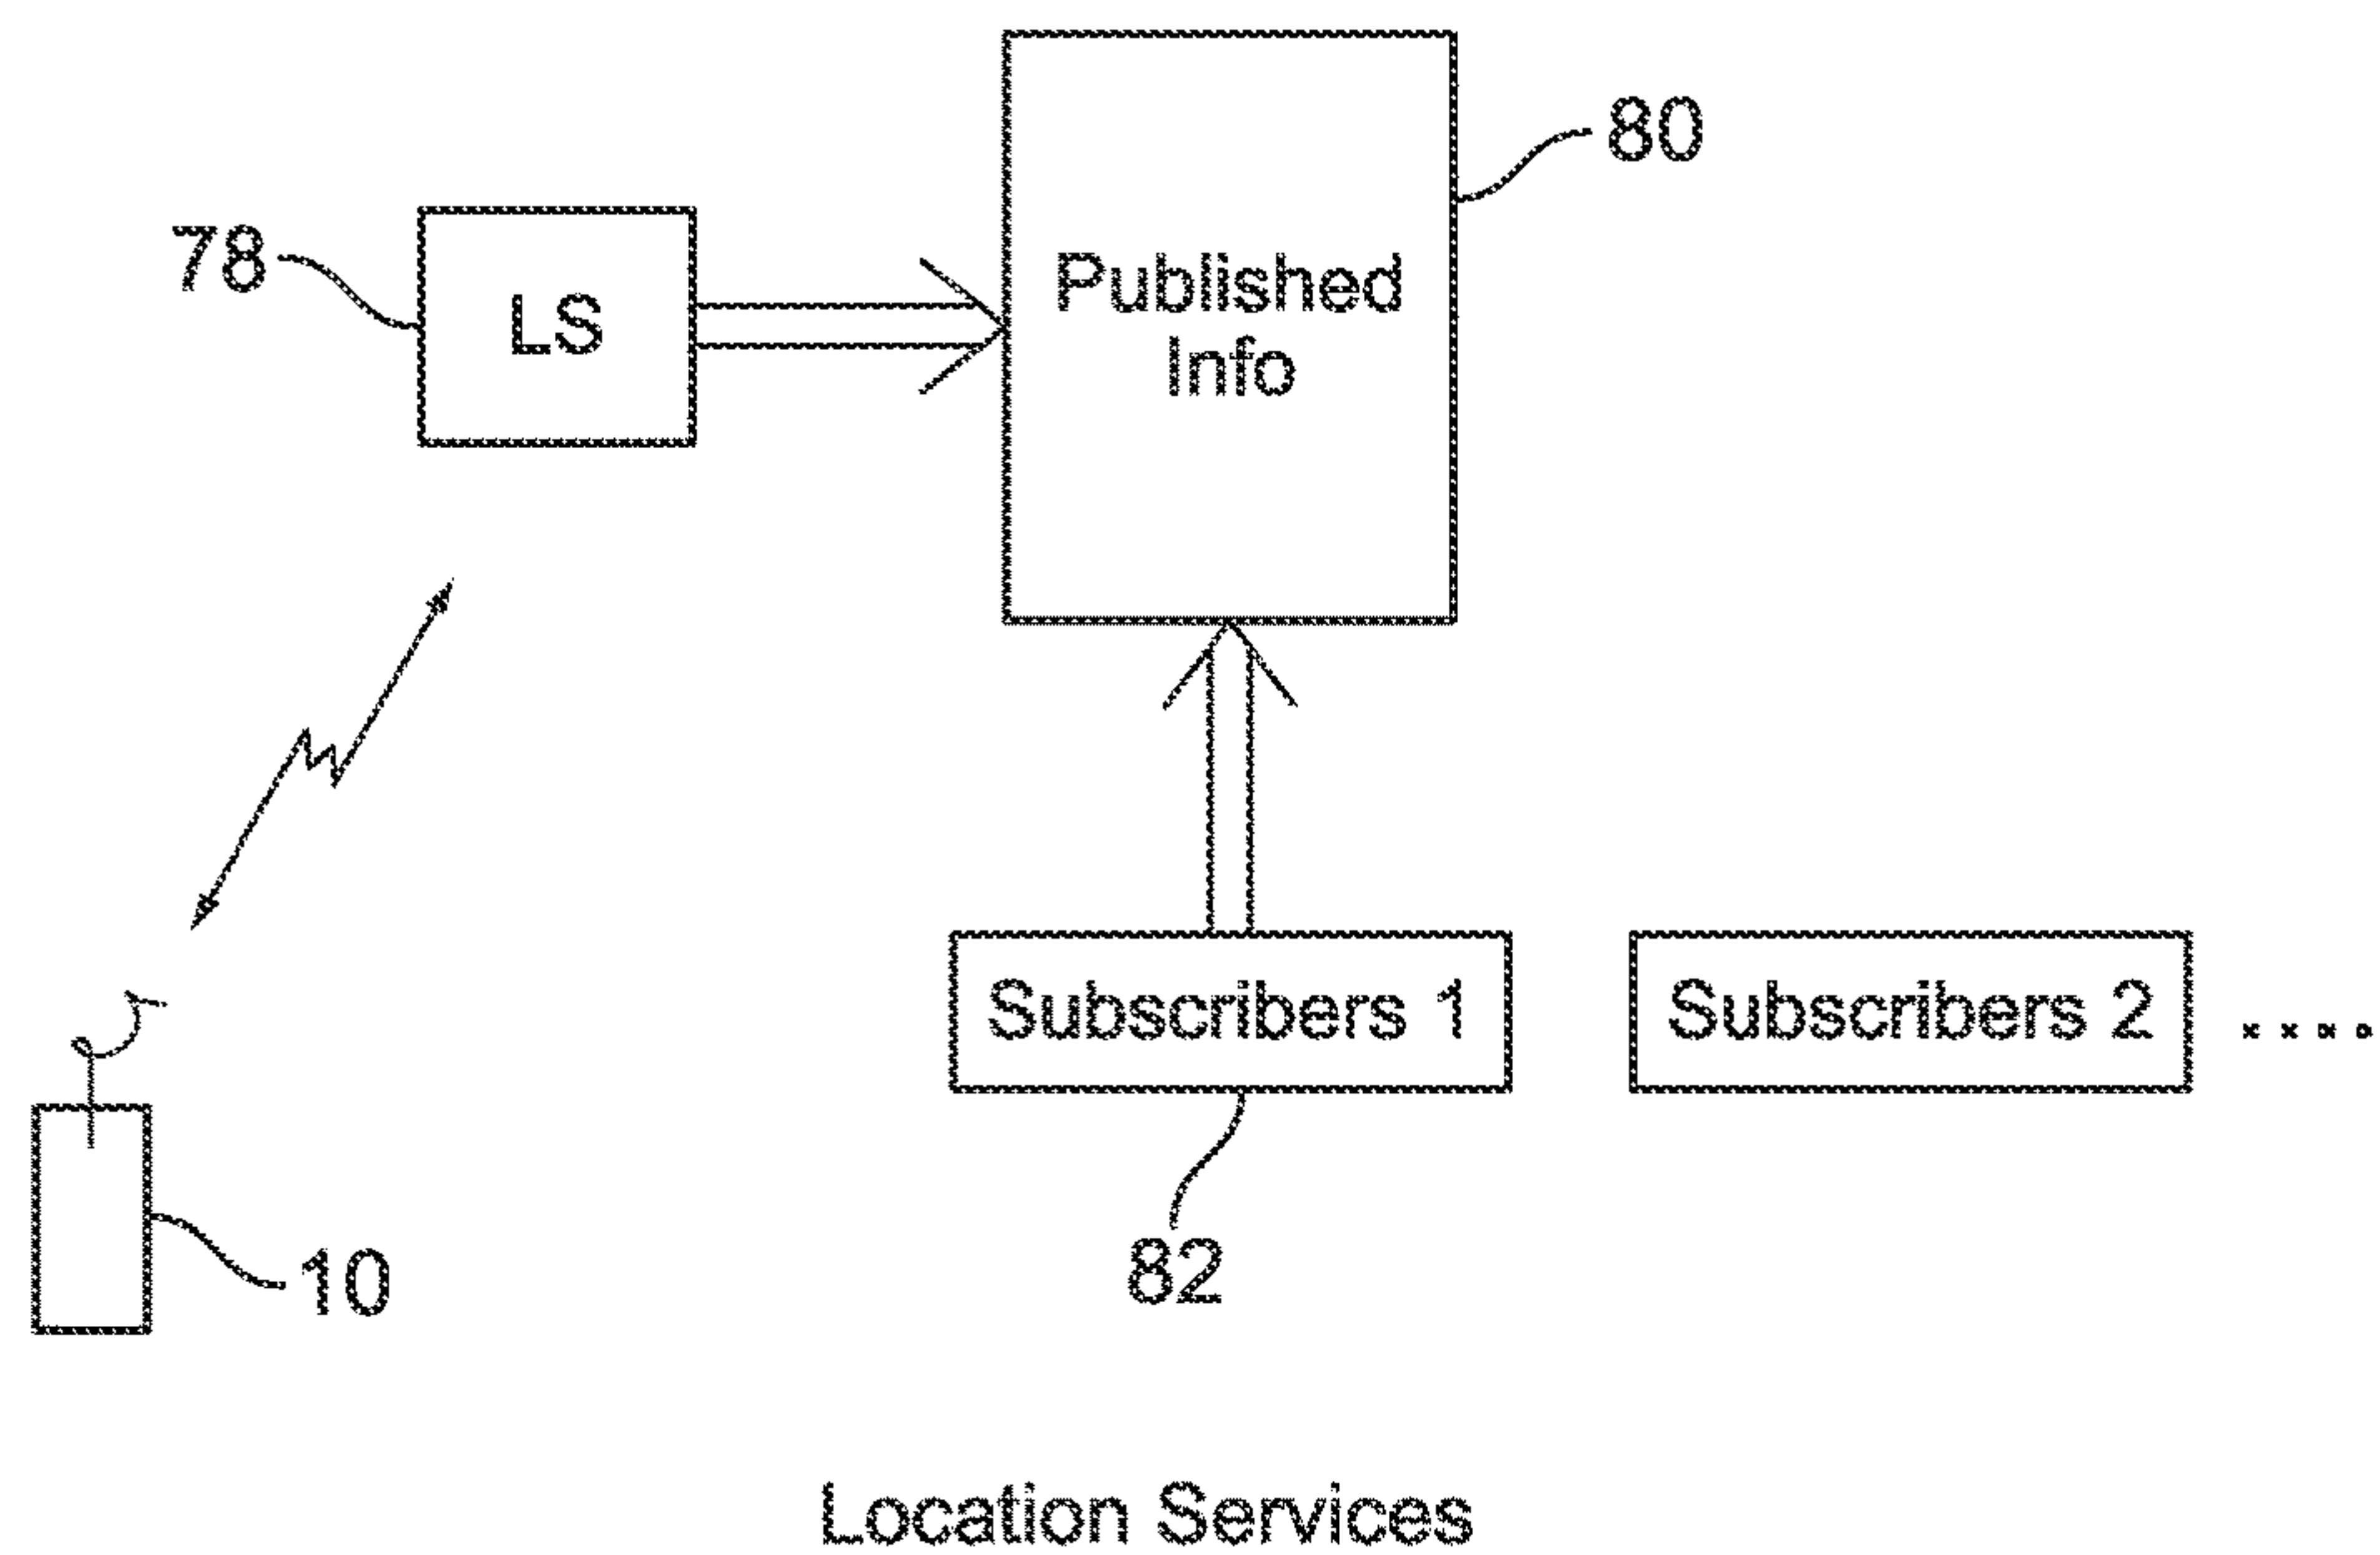 80
78
LS
Published
Info
Subscribers 1
Subscribers 2 ....
10
82
Location Services